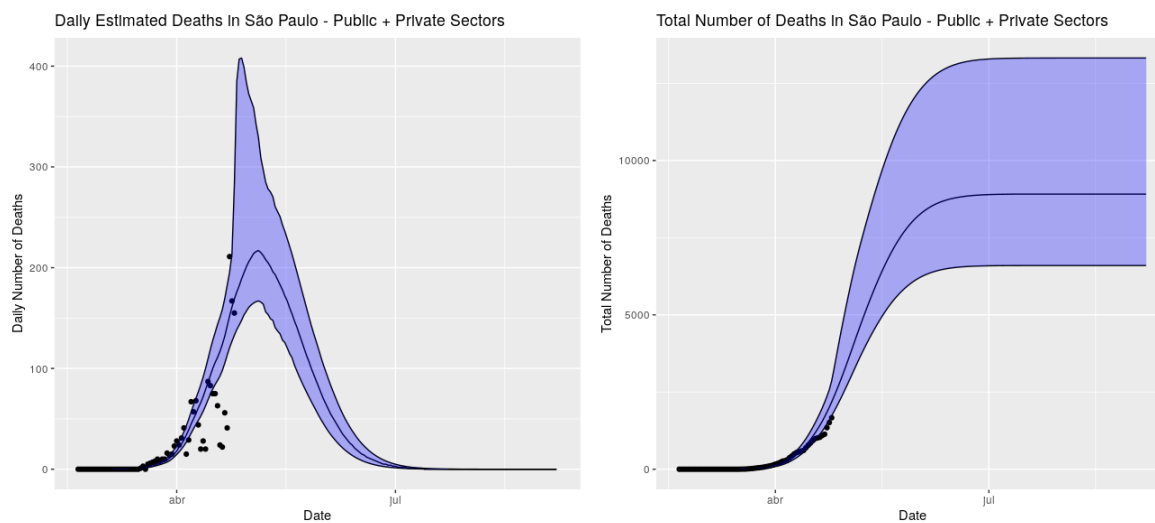 Daily Estimated Deaths in São Paulo - Public + Private Sectors
400
300
200
100
0
Daily Number of Deaths
abr
jul
Date
Total Number of Deaths in São Paulo - Public + Private Sectors
10000
5000
0
Total Number of Deaths
abr
jul
Date